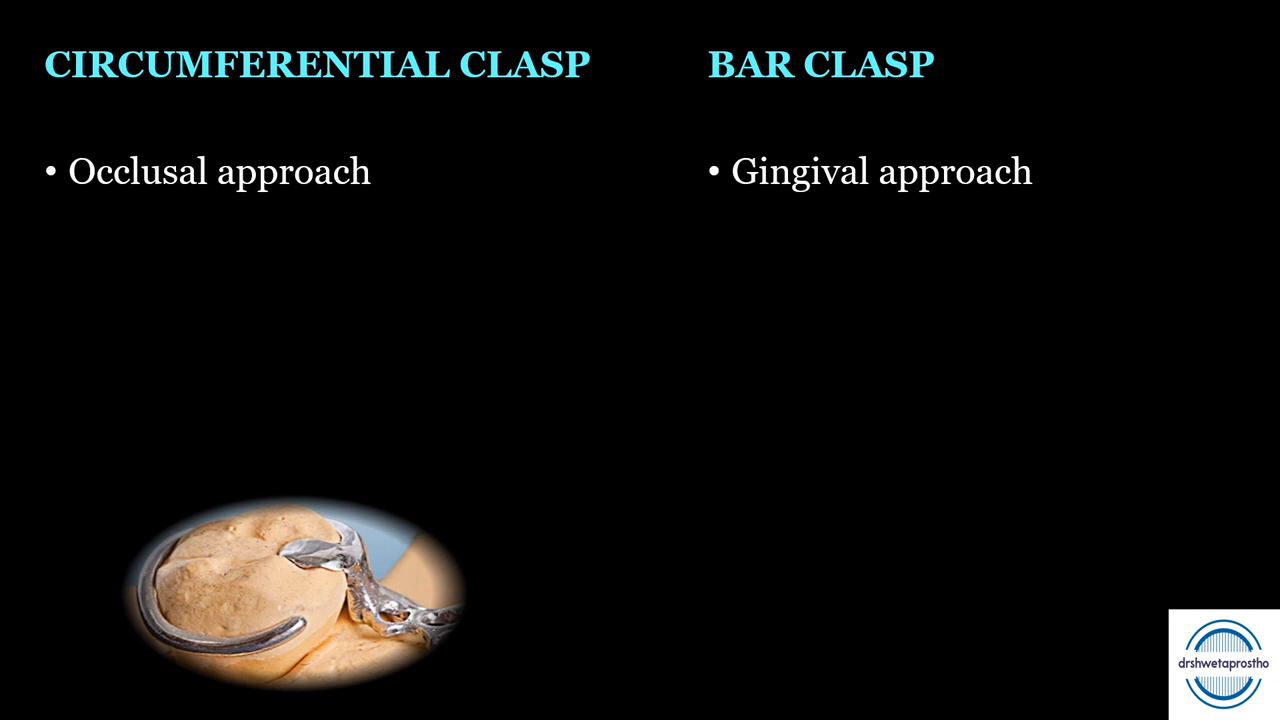 CIRCUMFERENTIAL CLASP
• Occlusal approach
BAR CLASP
• Gingival approach
drshwetaprostho